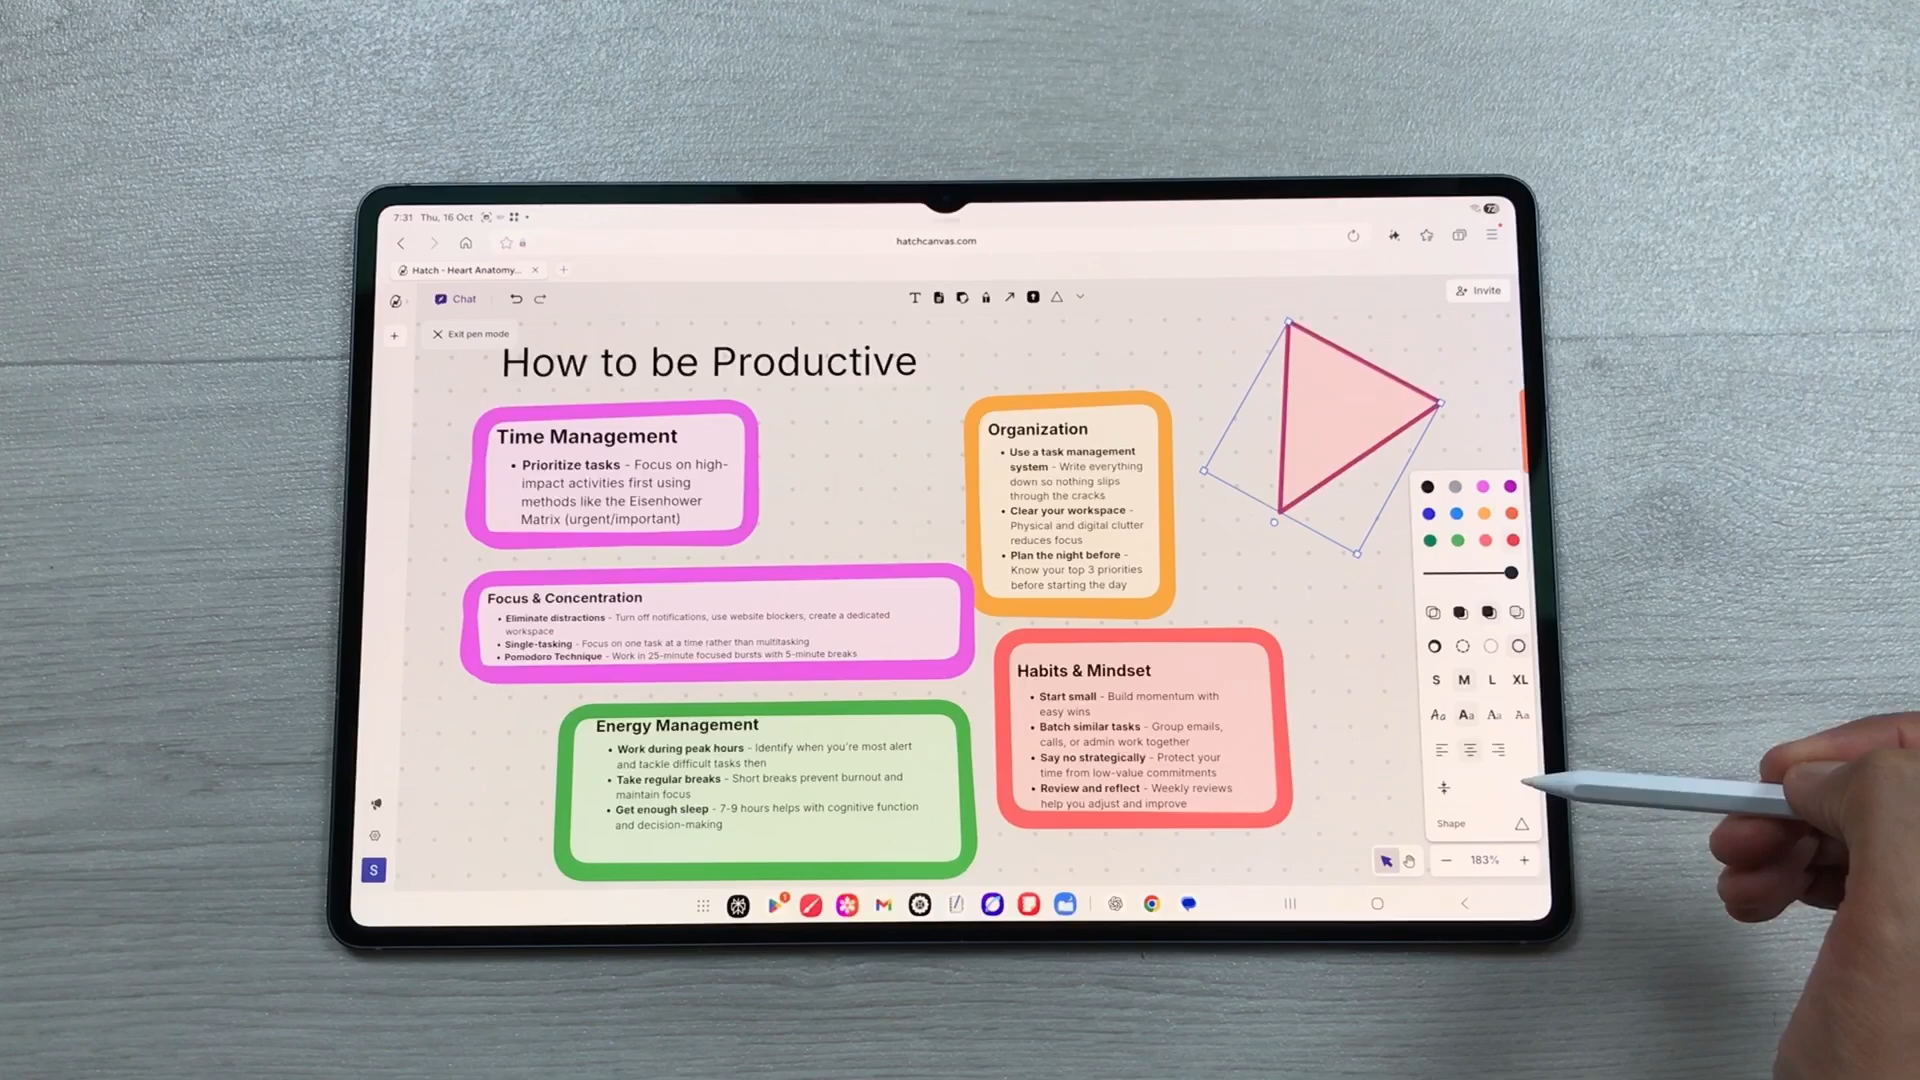 7:31 Thu, 16 Oct
72
hatchcanvas.com
Hatch - Heart Anatomy...
Chat
Invite
Exit pen mode
How to be Productive
Time Management
• Prioritize tasks - Focus on high-
impact activities first using
methods like the Eisenhower
Matrix (urgent/important)
Organization
• Use a task management
system - Write everything
down so nothing slips
through the cracks
• Clear your workspace -
Physical and digital clutter
reduces focus
• Plan the night before -
Know your top 3 priorities
before starting the day
Focus & Concentration
• Eliminate distractions - Turn off notifications, use website blockers, create a dedicated
workspace
• Single-tasking - Focus on one task at a time rather than multitasking
• Pomodoro Technique - Work in 25-minute focused bursts with 5-minute breaks
Habits & Mindset
• Start small - Build momentum with
easy wins
• Batch similar tasks - Group emails,
calls, or admin work together
• Say no strategically - Protect your
time from low-value commitments
• Review and reflect - Weekly reviews
help you adjust and improve
Energy Management
• Work during peak hours - Identify when you're most alert
and tackle difficult tasks then
• Take regular breaks - Short breaks prevent burnout and
maintain focus
• Get enough sleep - 7-9 hours helps with cognitive function
and decision-making
S M L XL
Aa Aa Aa Aa
Shape
183%
S